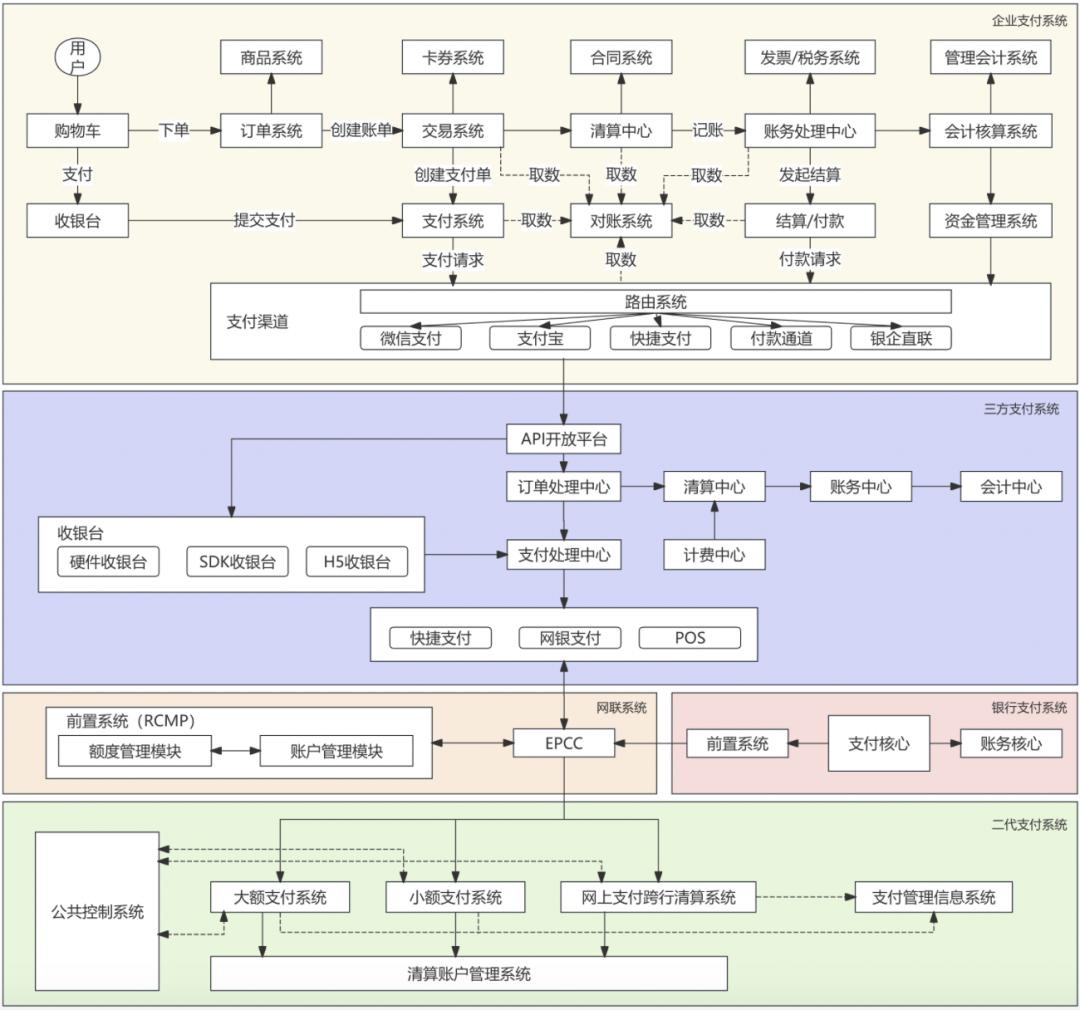 企业支付系统
用
户
商品系统
卡券系统
合同系统
发票/税务系统
管理会计系统
购物车
下单
订单系统
创建账单
交易系统
清算中心
记账
账务处理中心
会计核算系统
支付
创建支付单
取数
取数
取数
发起结算
收银台
提交支付
支付系统
取数
对账系统
取数
结算/付款
资金管理系统
支付请求
取数
付款请求
支付渠道
路由系统
微信支付
支付宝
快捷支付
付款通道
银企直联
三方支付系统
API开放平台
订单处理中心
清算中心
账务中心
会计中心
收银台
硬件收银台
SDK收银台
H5收银台
支付处理中心
计费中心
快捷支付
网银支付
POS
网联系统
前置系统（RCMP）
额度管理模块
账户管理模块
EPCC
银行支付系统
前置系统
支付核心
账务核心
二代支付系统
公共控制系统
大额支付系统
小额支付系统
网上支付跨行清算系统
支付管理信息系统
清算账户管理系统